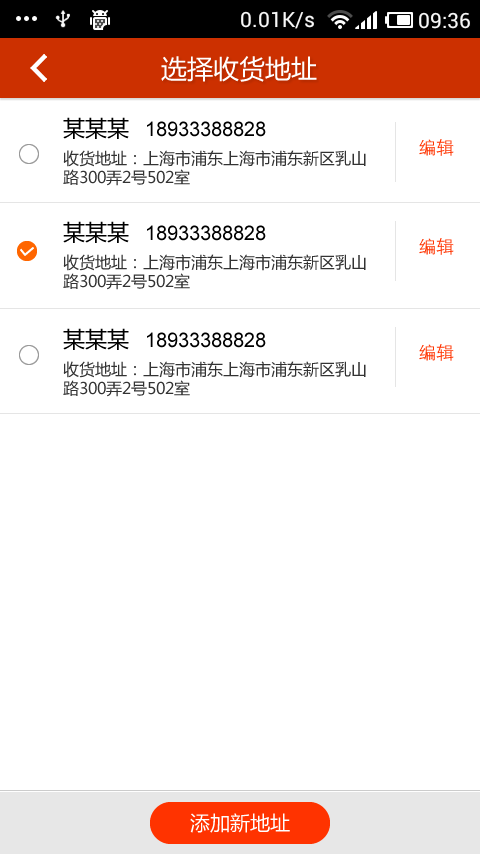 0.01K/s 09:36
选择收货地址
某某某 18933388828
收货地址：上海市浦东上海市浦东新区乳山
路300弄2号502室
编辑
某某某 18933388828
收货地址：上海市浦东上海市浦东新区乳山
路300弄2号502室
编辑
某某某 18933388828
收货地址：上海市浦东上海市浦东新区乳山
路300弄2号502室
编辑
添加新地址